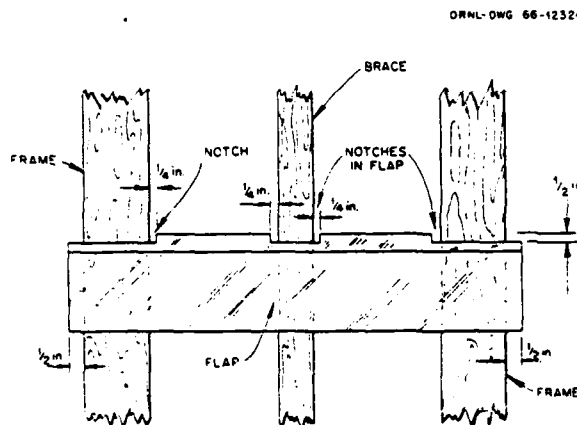 ORNL-DWG 66-1232
BRACE
NOTCH
NOTCHES
IN FLAP
FRAME
1/4 in.
1/4 in.
1/4 in.
1/2 in
1/2 in
FLAP
1/2 in
FRAME